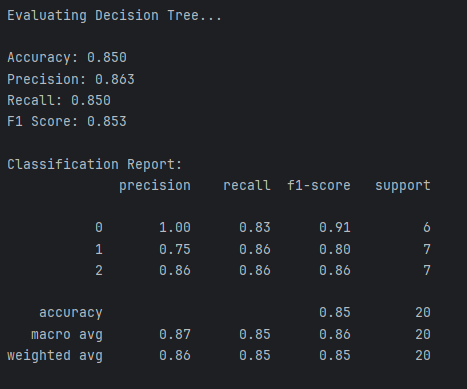 Evaluating Decision Tree...
Accuracy: 0.850
Precision: 0.863
Recall: 0.850
F1 Score: 0.853
Classification Report:
precision recall f1-score support
0 1.00 0.83 0.91 6
1 0.75 0.86 0.80 7
2 0.86 0.86 0.86 7
accuracy 0.85 20
macro avg 0.87 0.85 0.86 20
weighted avg 0.86 0.85 0.85 20